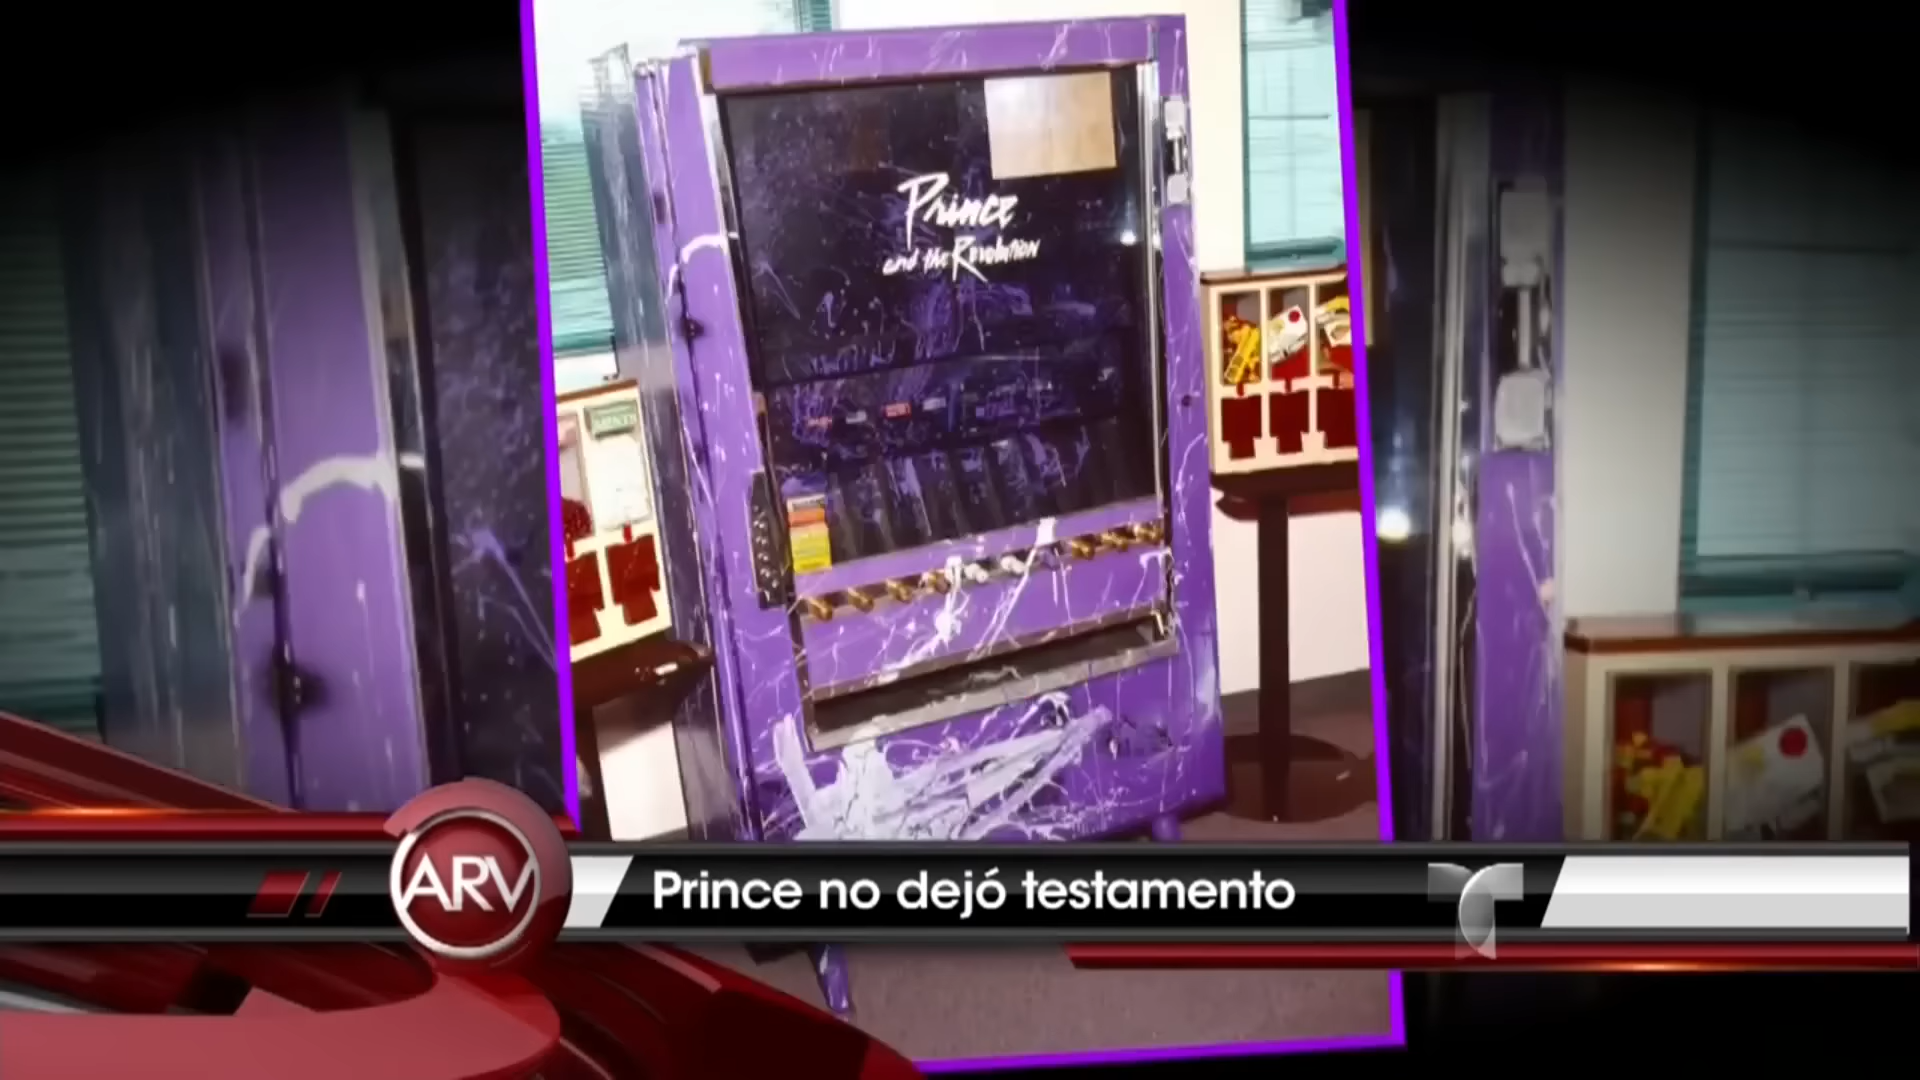 Prince
and the Revolution
ARV
Prince no dejó testamento